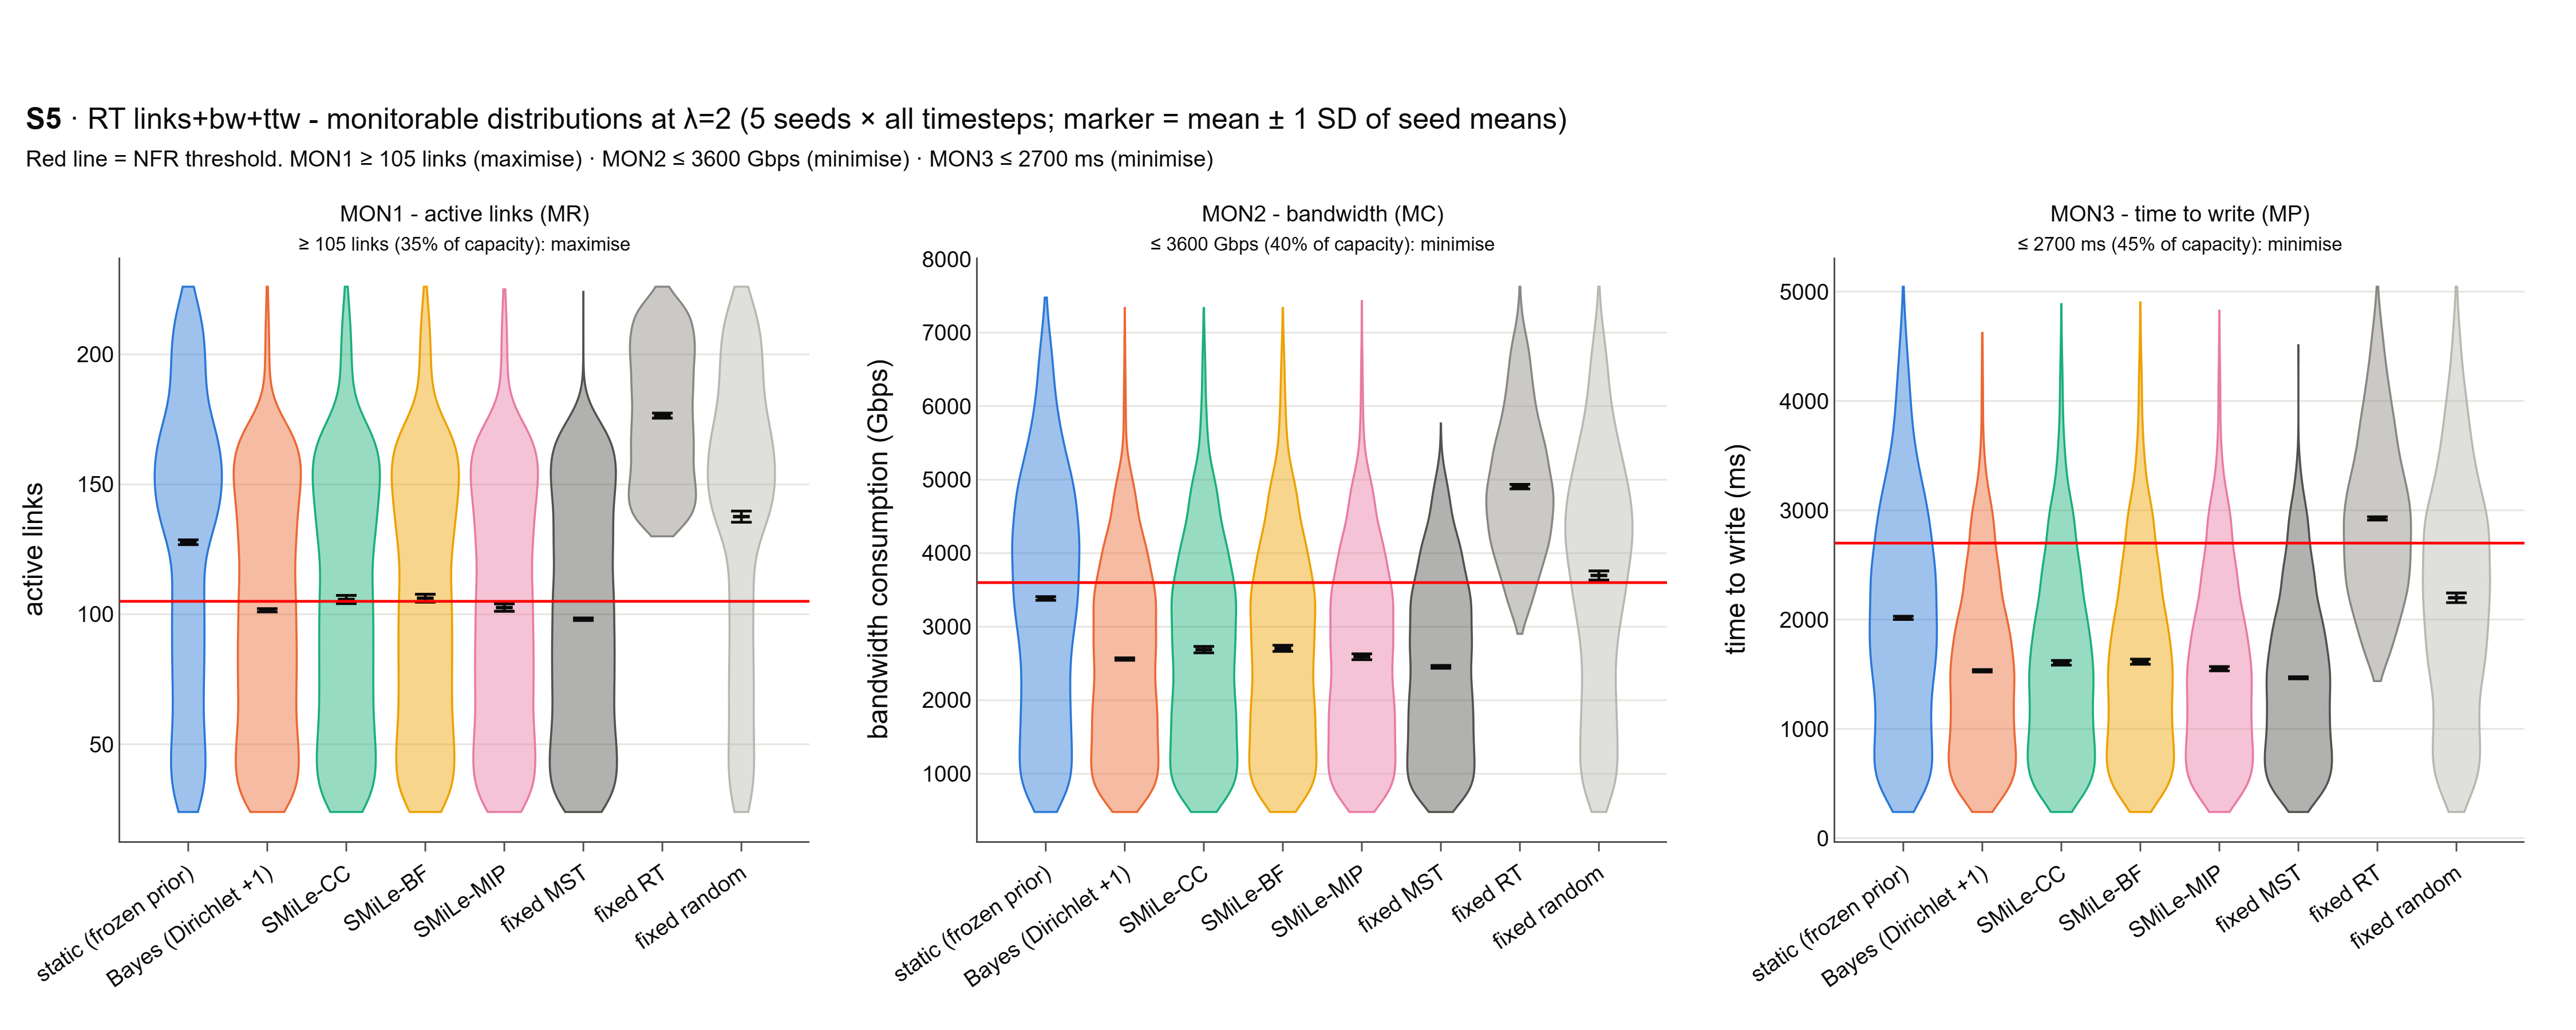 S5 · RT links+bw+ttw - monitorable distributions at λ=2 (5 seeds × all timesteps; marker = mean ± 1 SD of seed means)
Red line = NFR threshold. MON1 ≥ 105 links (maximise) · MON2 ≤ 3600 Gbps (minimise) · MON3 ≤ 2700 ms (minimise)
MON1 - active links (MR)
≥ 105 links (35% of capacity): maximise
active links
200
150
100
50
static (frozen prior)
Bayes (Dirichlet +1)
SMiLe-CC
SMiLe-BF
SMiLe-MIP
fixed MST
fixed RT
fixed random
MON2 - bandwidth (MC)
≤ 3600 Gbps (40% of capacity): minimise
bandwidth consumption (Gbps)
8000
7000
6000
5000
4000
3000
2000
1000
static (frozen prior)
Bayes (Dirichlet +1)
SMiLe-CC
SMiLe-BF
SMiLe-MIP
fixed MST
fixed RT
fixed random
MON3 - time to write (MP)
≤ 2700 ms (45% of capacity): minimise
time to write (ms)
5000
4000
3000
2000
1000
0
static (frozen prior)
Bayes (Dirichlet +1)
SMiLe-CC
SMiLe-BF
SMiLe-MIP
fixed MST
fixed RT
fixed random